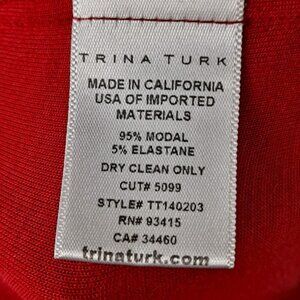 TRINA TURK
MADE IN CALIFORNIA
USA OF IMPORTED
MATERIALS
95% MODAL
5% ELASTANE
DRY CLEAN ONLY
CUT# 5099
STYLE# TT140203
RN# 93415
CA# 34460
trinaturk.com